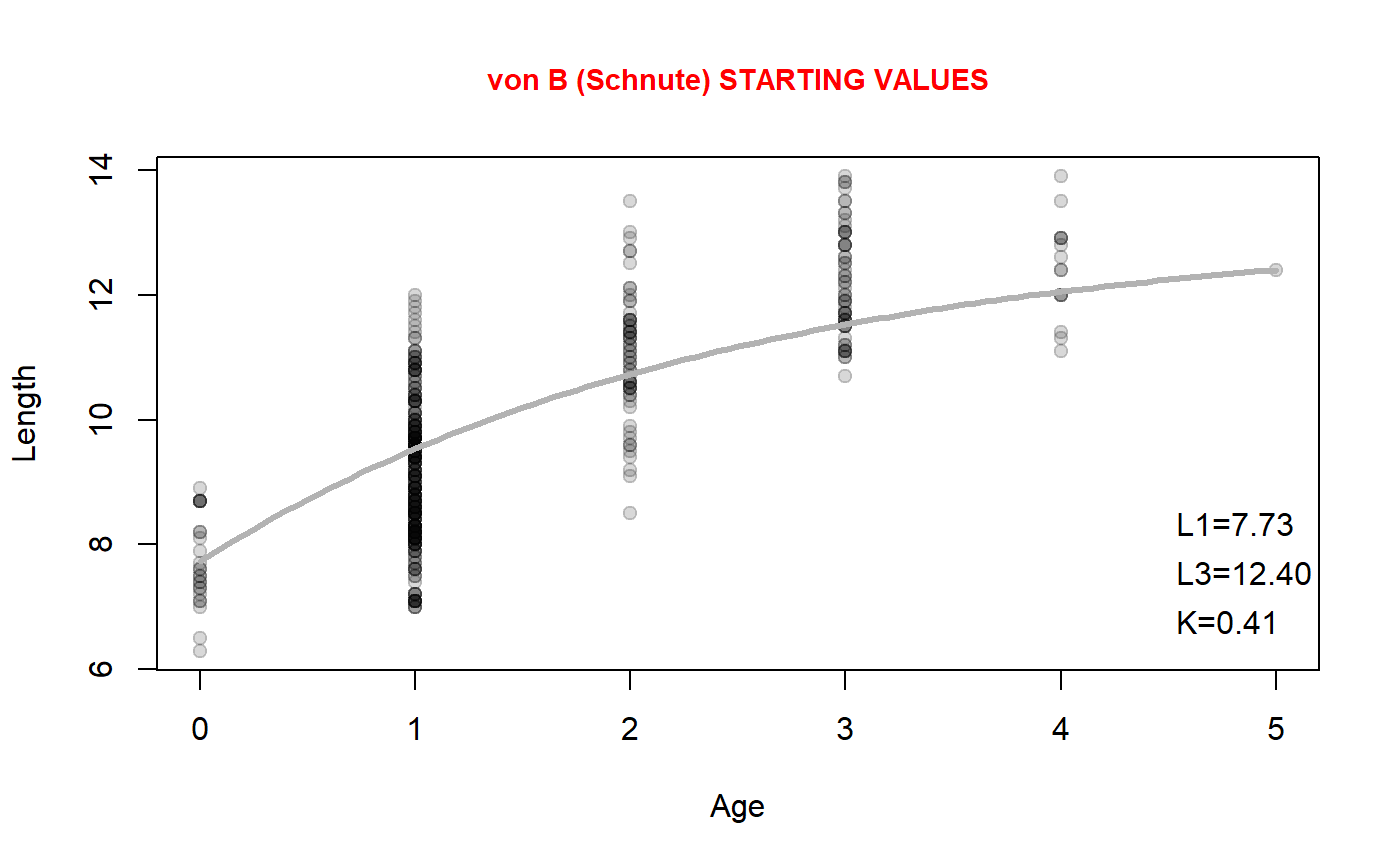 von B (Schnute) STARTING VALUES
14
12
10
8
6
Length
L1=7.73
L3=12.40
K=0.41
0 1 2 3 4 5
Age